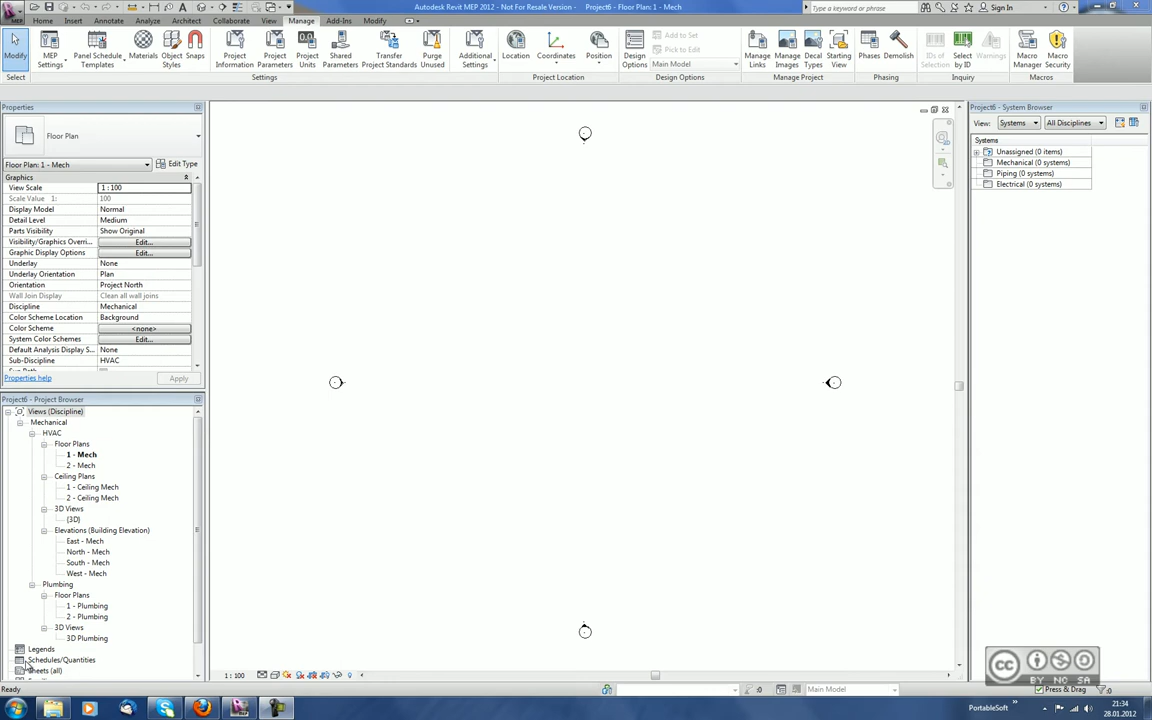 Autodesk Revit MEP 2012 - Not For Resale Version -    Project6 - Floor Plan: 1 - Mech
Type a keyword or phrase
Sign In
MEP
Home Insert Annotate Analyze Architect Collaborate View Manage Add-Ins Modify
Modify
MEP Settings
Panel Schedule Templates
Materials
Object Styles
Snaps
Project Information
Project Parameters
Project Units
Shared Parameters
Transfer Project Standards
Purge Unused
Additional Settings
Location
Coordinates
Position
Design Options
Add to Set
Pick to Edit
Main Model
Manage Links
Manage Images
Decal Types
Starting View
Phases
Demolish
IDs of Selection
Select by ID
Warnings
Macro Manager
Macro Security
Select
Settings
Project Location
Design Options
Manage Project
Phasing
Inquiry
Macros
Properties
Floor Plan
Floor Plan: 1 - Mech
Edit Type
Graphics
View Scale 1 : 100
Scale Value 1: 100
Display Model Normal
Detail Level Medium
Parts Visibility Show Original
Visibility/Graphics Overri... Edit...
Graphic Display Options Edit...
Underlay None
Underlay Orientation Plan
Orientation Project North
Wall Join Display Clean all wall joins
Discipline Mechanical
Color Scheme Location Background
Color Scheme <none>
System Color Schemes Edit...
Default Analysis Display S... None
Sub-Discipline HVAC
Properties help
Apply
Project6 - Project Browser
Views (Discipline)
Mechanical
HVAC
Floor Plans
1 - Mech
2 - Mech
Ceiling Plans
1 - Ceiling Mech
2 - Ceiling Mech
3D Views
{3D}
Elevations (Building Elevation)
East - Mech
North - Mech
South - Mech
West - Mech
Plumbing
Floor Plans
1 - Plumbing
2 - Plumbing
3D Views
3D Plumbing
Legends
Schedules/Quantities
Sheets (all)
Project6 - System Browser
View: Systems All Disciplines
Systems
Unassigned (0 items)
Mechanical (0 systems)
Piping (0 systems)
Electrical (0 systems)
1 : 100
cc
BY NC SA
Ready
:0
Main Model
Press & Drag
:0
PortableSoft
21:34
28.01.2012